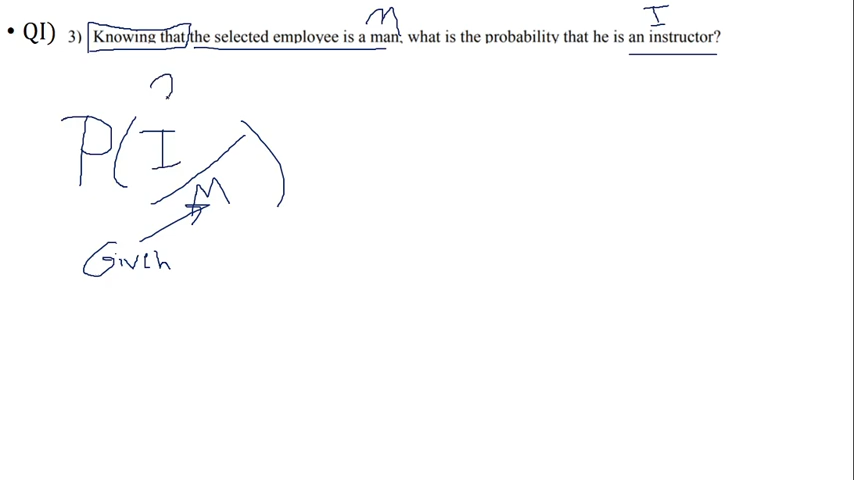 M I
• QI) 3) Knowing that the selected employee is a man, what is the probability that he is an instructor?
?
P( I / M )
Given